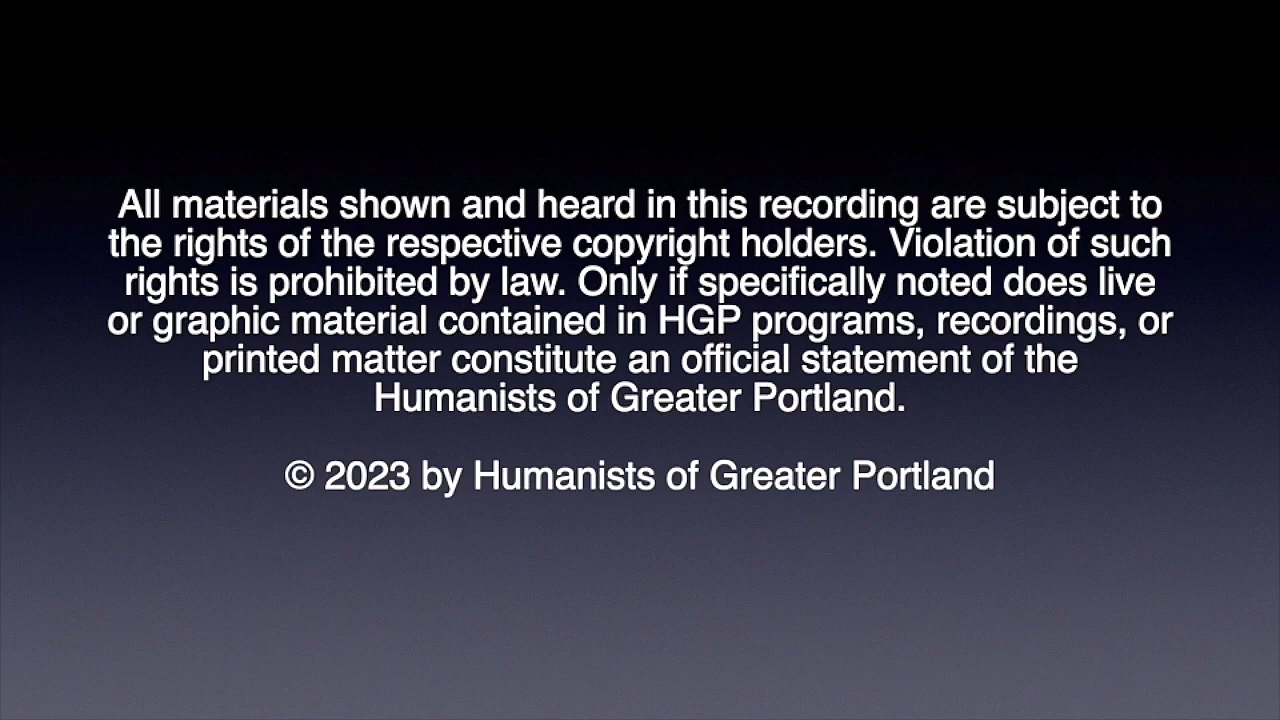 All materials shown and heard in this recording are subject to
the rights of the respective copyright holders. Violation of such
rights is prohibited by law. Only if specifically noted does live
or graphic material contained in HGP programs, recordings, or
printed matter constitute an official statement of the
Humanists of Greater Portland.
© 2023 by Humanists of Greater Portland